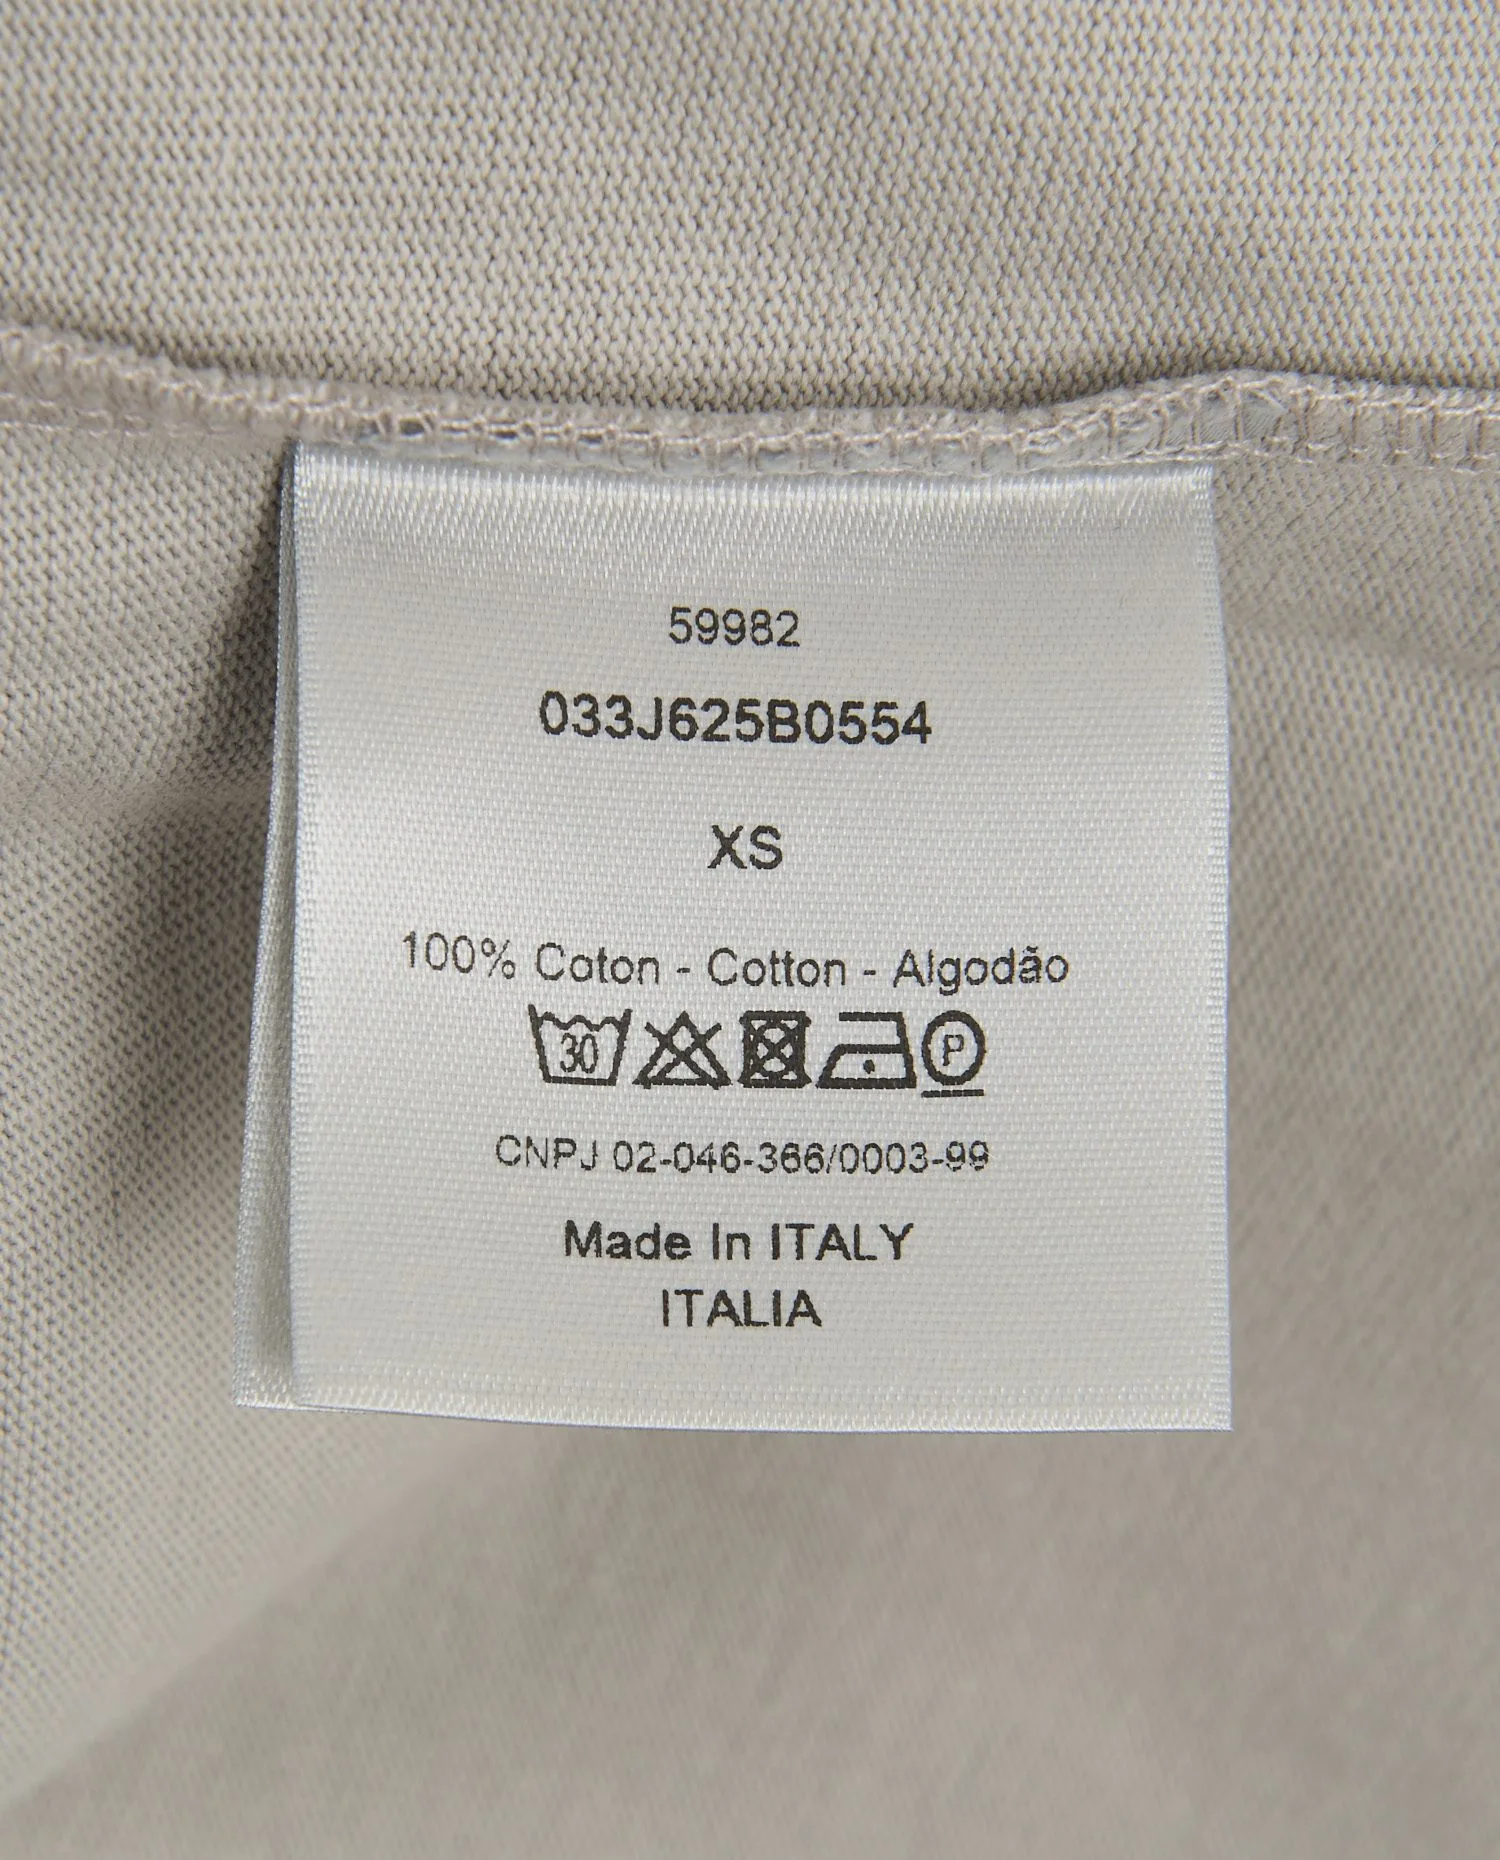 59982
033J625B0554
XS
100% Coton - Cotton - Algodão
30 P
CNPJ 02-046-366/0003-99
Made In ITALY
ITALIA